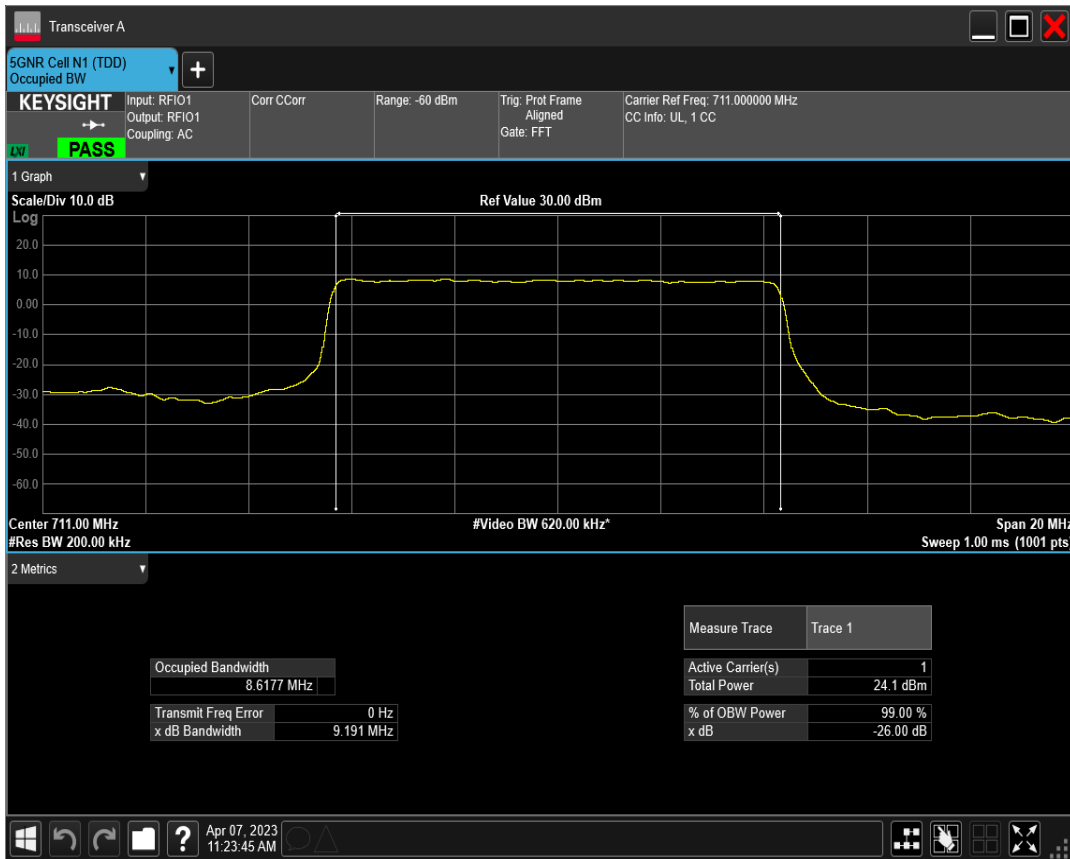 Transceiver A
5GNR Cell N1 (TDD)
Occupied BW
+
KEYSIGHT
LXI
PASS
Input: RFIO1
Output: RFIO1
Coupling: AC
Corr CCorr
Range: -60 dBm
Trig: Prot Frame
Aligned
Gate: FFT
Carrier Ref Freq: 711.000000 MHz
CC Info: UL, 1 CC
1 Graph
Scale/Div 10.0 dB
Ref Value 30.00 dBm
Log
20.0
10.0
0.00
-10.0
-20.0
-30.0
-40.0
-50.0
-60.0
Center 711.00 MHz
#Video BW 620.00 kHz*
Span 20 MHz
#Res BW 200.00 kHz
Sweep 1.00 ms (1001 pts)
2 Metrics
Measure Trace Trace 1
Occupied Bandwidth
8.6177 MHz
Active Carrier(s) 1
Total Power 24.1 dBm
Transmit Freq Error 0 Hz
x dB Bandwidth 9.191 MHz
% of OBW Power 99.00 %
x dB -26.00 dB
?
Apr 07, 2023
11:23:45 AM